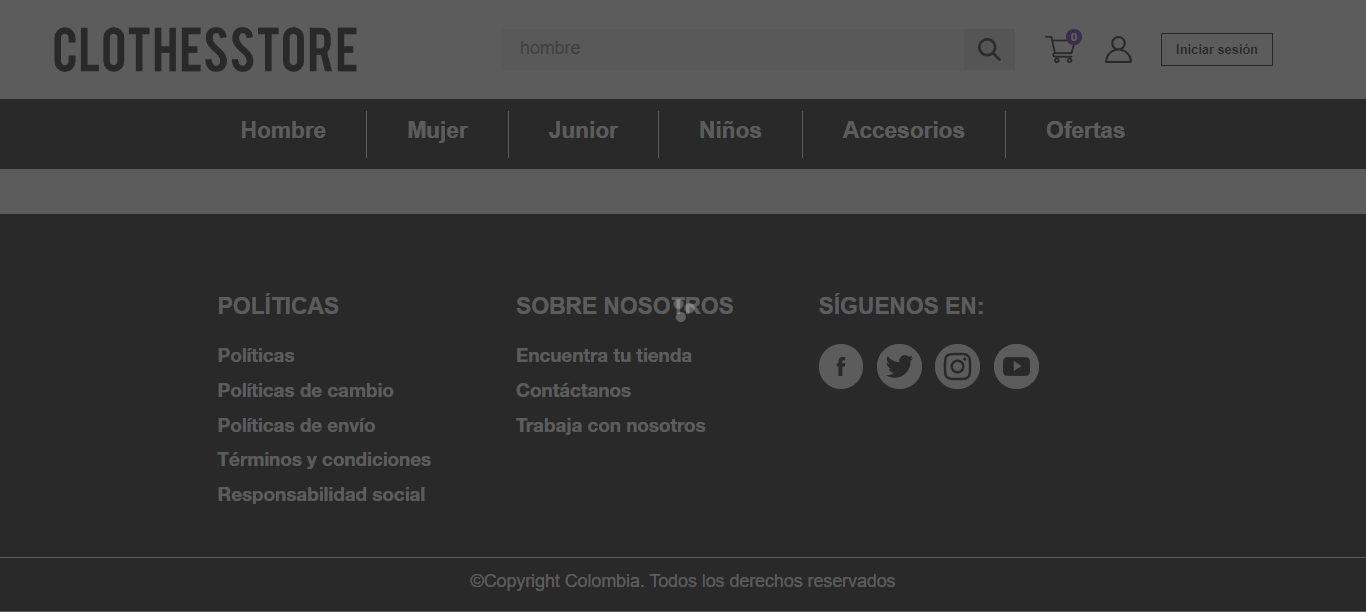 CLOTHESSTORE
hombre
0
Iniciar sesión
Hombre
Mujer
Junior
Niños
Accesorios
Ofertas
POLÍTICAS
Políticas
Políticas de cambio
Políticas de envío
Términos y condiciones
Responsabilidad social
SOBRE NOSOTROS
Encuentra tu tienda
Contáctanos
Trabaja con nosotros
SÍGUENOS EN:
©Copyright Colombia. Todos los derechos reservados